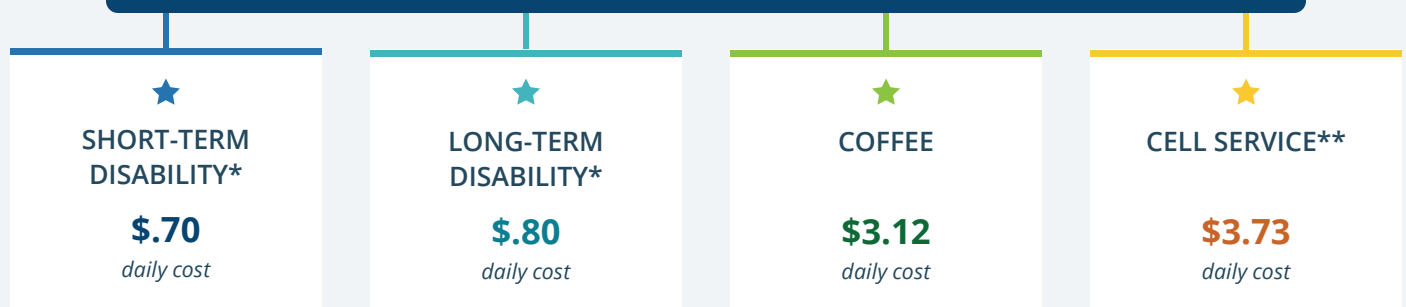 SHORT-TERM
DISABILITY*
$.70
daily cost
LONG-TERM
DISABILITY*
$.80
daily cost
COFFEE
$3.12
daily cost
CELL SERVICE**
$3.73
daily cost